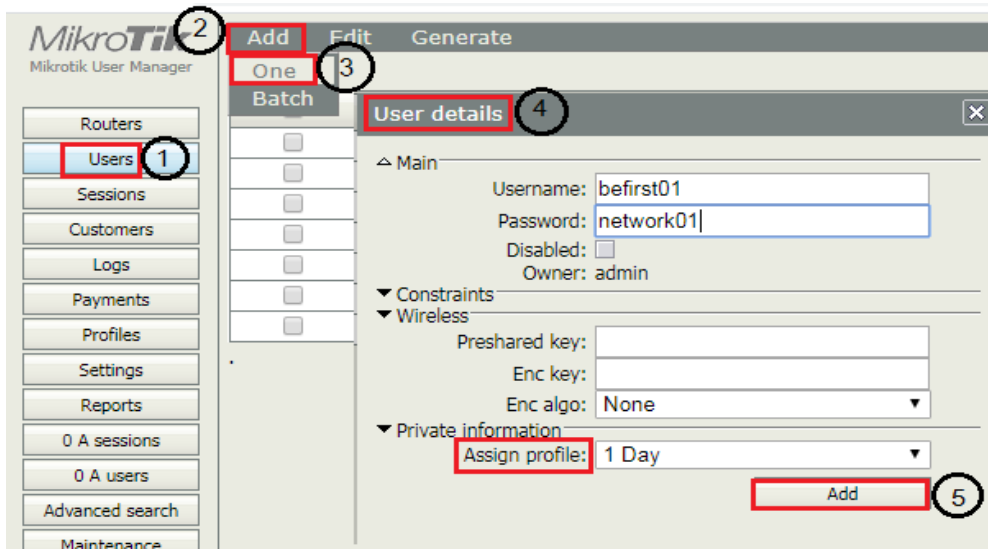 MikroTik
Mikrotik User Manager
2
Add Edit Generate
One
3
Batch
User details
4
Routers
Users
1
Sessions
Customers
Logs
Payments
Profiles
Settings
Reports
0 A sessions
0 A users
Advanced search
Maintenance
Main
Username: befirst01
Password: network01
Disabled:
Owner: admin
Constraints
Wireless
Preshared key:
Enc key:
Enc algo: None
Private information
Assign profile: 1 Day
Add
5